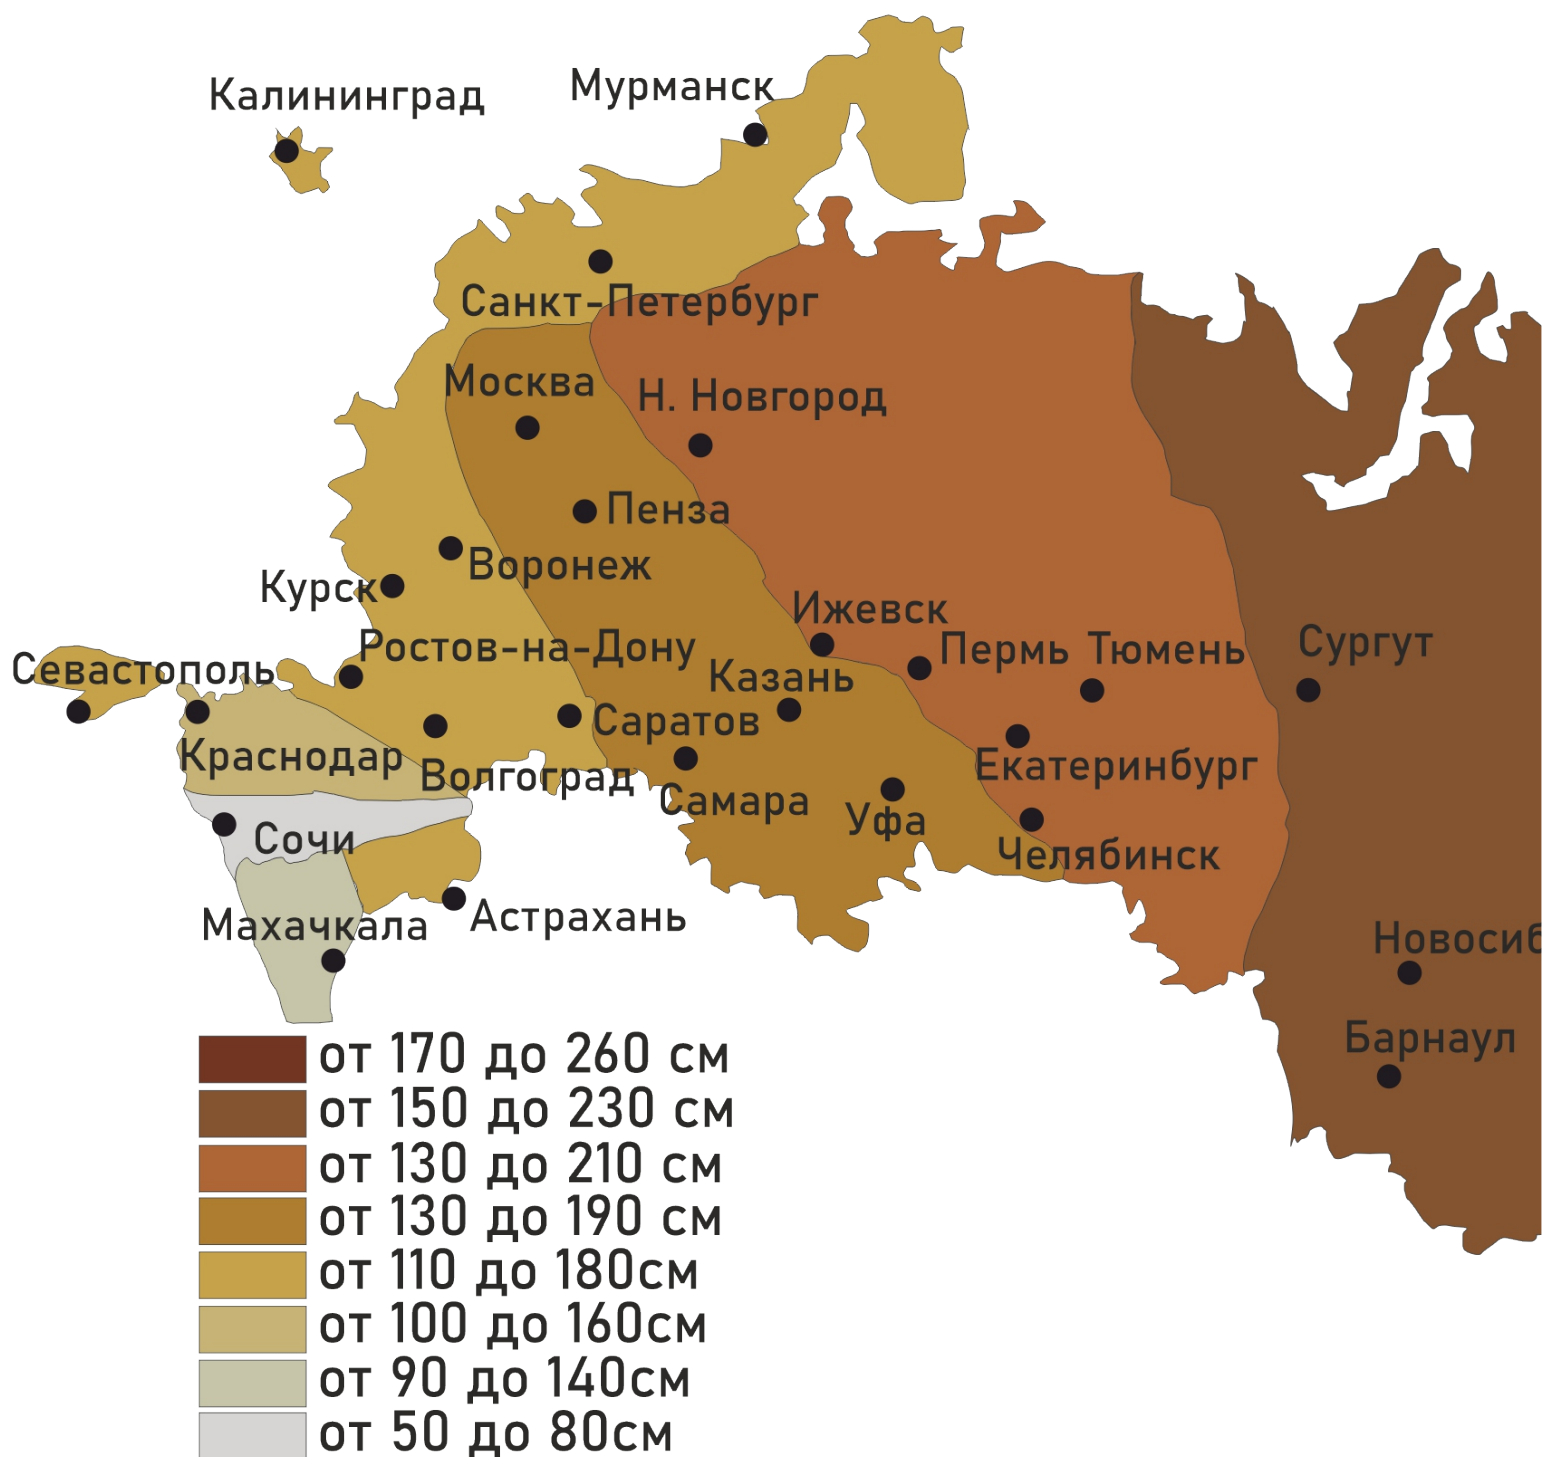 Калининград
Мурманск
Санкт-Петербург
Москва
Н. Новгород
Пенза
Воронеж
Курск
Ижевск
Ростов-на-Дону
Пермь
Тюмень
Сургут
Севастополь
Казань
Саратов
Краснодар
Волгоград
Екатеринбург
Самара
Уфа
Сочи
Челябинск
Махачкала
Астрахань
Новосиб
Барнаул
от 170 до 260 см
от 150 до 230 см
от 130 до 210 см
от 130 до 190 см
от 110 до 180см
от 100 до 160см
от 90 до 140см
от 50 до 80см